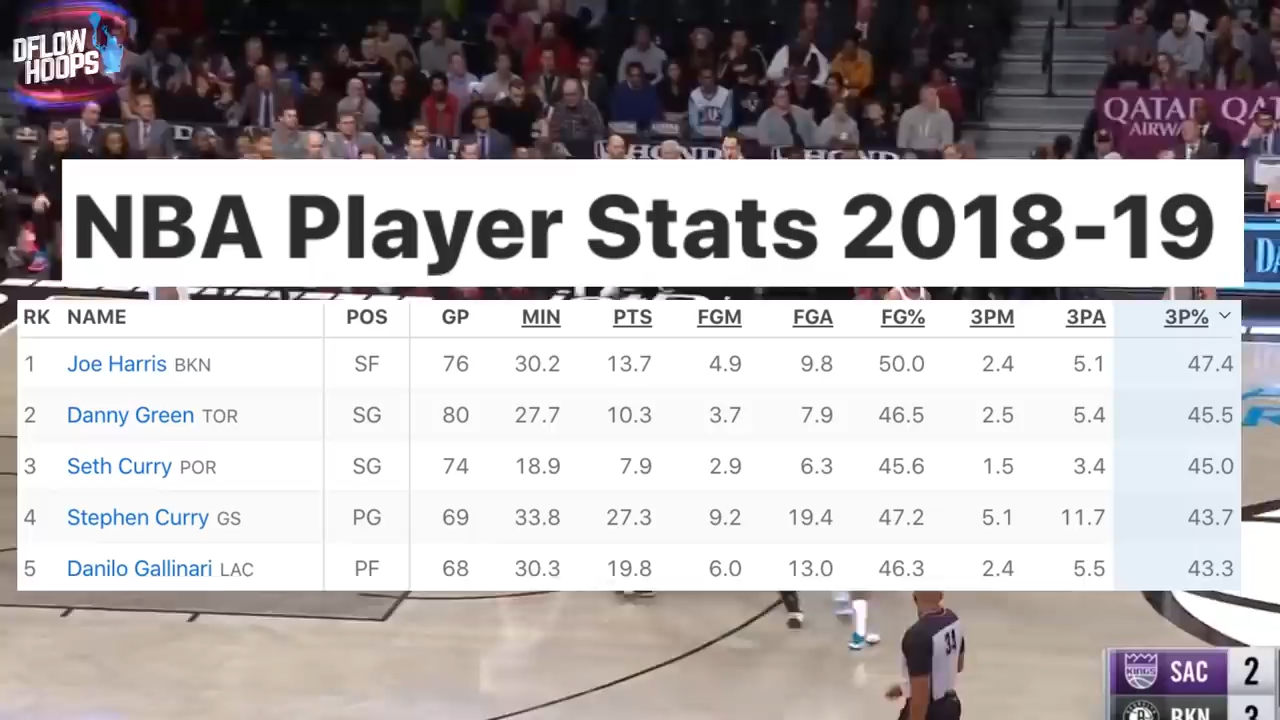 DFLOW
HOOPS
QATAR QA
AIRWA
HONDA HONDA
NBA Player Stats 2018-19
RK NAME POS GP MIN PTS FGM FGA FG% 3PM 3PA 3P%
1 Joe Harris BKN SF 76 30.2 13.7 4.9 9.8 50.0 2.4 5.1 47.4
2 Danny Green TOR SG 80 27.7 10.3 3.7 7.9 46.5 2.5 5.4 45.5
3 Seth Curry POR SG 74 18.9 7.9 2.9 6.3 45.6 1.5 3.4 45.0
4 Stephen Curry GS PG 69 33.8 27.3 9.2 19.4 47.2 5.1 11.7 43.7
5 Danilo Gallinari LAC PF 68 30.3 19.8 6.0 13.0 46.3 2.4 5.5 43.3
34
KINGS SAC 2
BKN 3